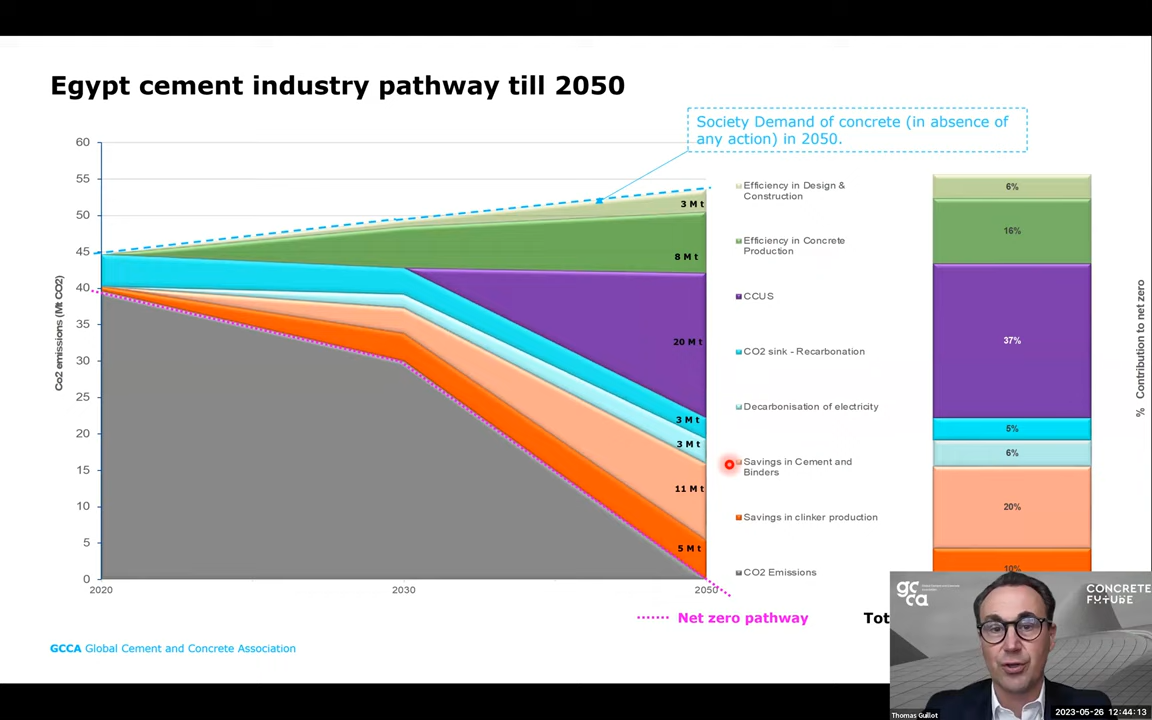 Egypt cement industry pathway till 2050
Society Demand of concrete (in absence of
any action) in 2050.
60
55
50
45
40
35
30
25
20
15
10
5
0
Co2 emissions (Mt CO2)
2020
2030
2050
3 M t
8 M t
20 M t
3 M t
3 M t
11 M t
5 M t
Efficiency in Design &
Construction
Efficiency in Concrete
Production
CCUS
CO2 sink - Recarbonation
Decarbonisation of electricity
Savings in Cement and
Binders
Savings in clinker production
CO2 Emissions
6%
16%
37%
5%
6%
20%
10%
% Contribution to net zero
Net zero pathway
Tot
GCCA Global Cement and Concrete Association
gcca
CONCRETE
FUTURE
Thomas Guillot
2023-05-26 12:44:13